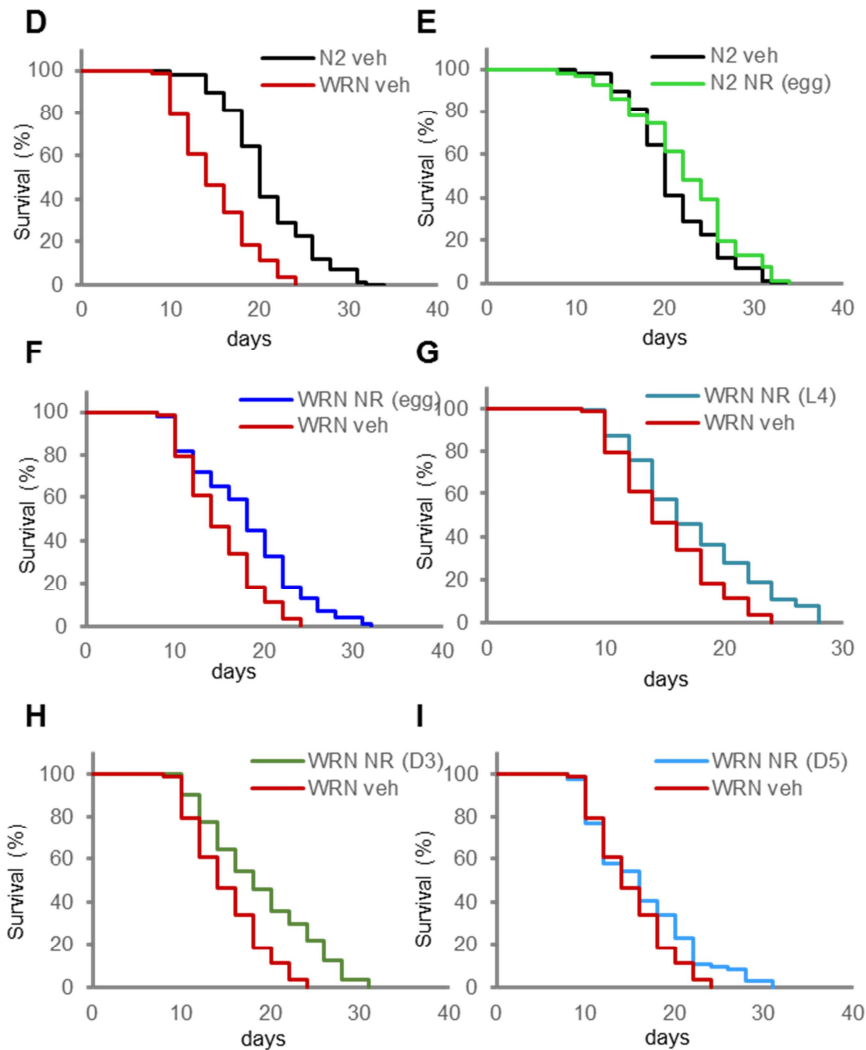 D
N2 veh
WRN veh
Survival (%)
100
80
60
40
20
0
0 10 20 30 40
days
E
N2 veh
N2 NR (egg)
Survival (%)
100
80
60
40
20
0
0 10 20 30 40
days
F
WRN NR (egg)
WRN veh
Survival (%)
100
80
60
40
20
0
0 10 20 30 40
days
G
WRN NR (L4)
WRN veh
Survival (%)
100
80
60
40
20
0
0 10 20 30
days
H
WRN NR (D3)
WRN veh
Survival (%)
100
80
60
40
20
0
0 10 20 30 40
days
I
WRN NR (D5)
WRN veh
Survival (%)
100
80
60
40
20
0
0 10 20 30 40
days